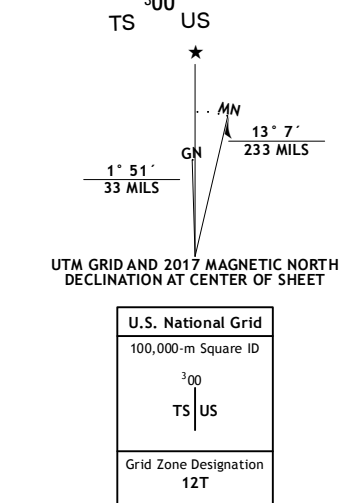 ³00
TS US
MN
13° 7´
233 MILS
GN
1° 51´
33 MILS
UTM GRID AND 2017 MAGNETIC NORTH
DECLINATION AT CENTER OF SHEET
U.S. National Grid
100,000-m Square ID
³00
TS US
Grid Zone Designation
12T